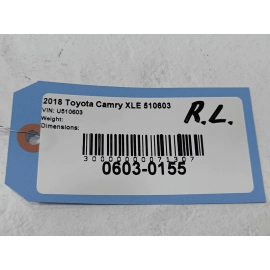 2018 Toyota Camry XLE 510603
VIN: U510603
Weight:
Dimensions:
R.L.
30000000071307
0603-0155